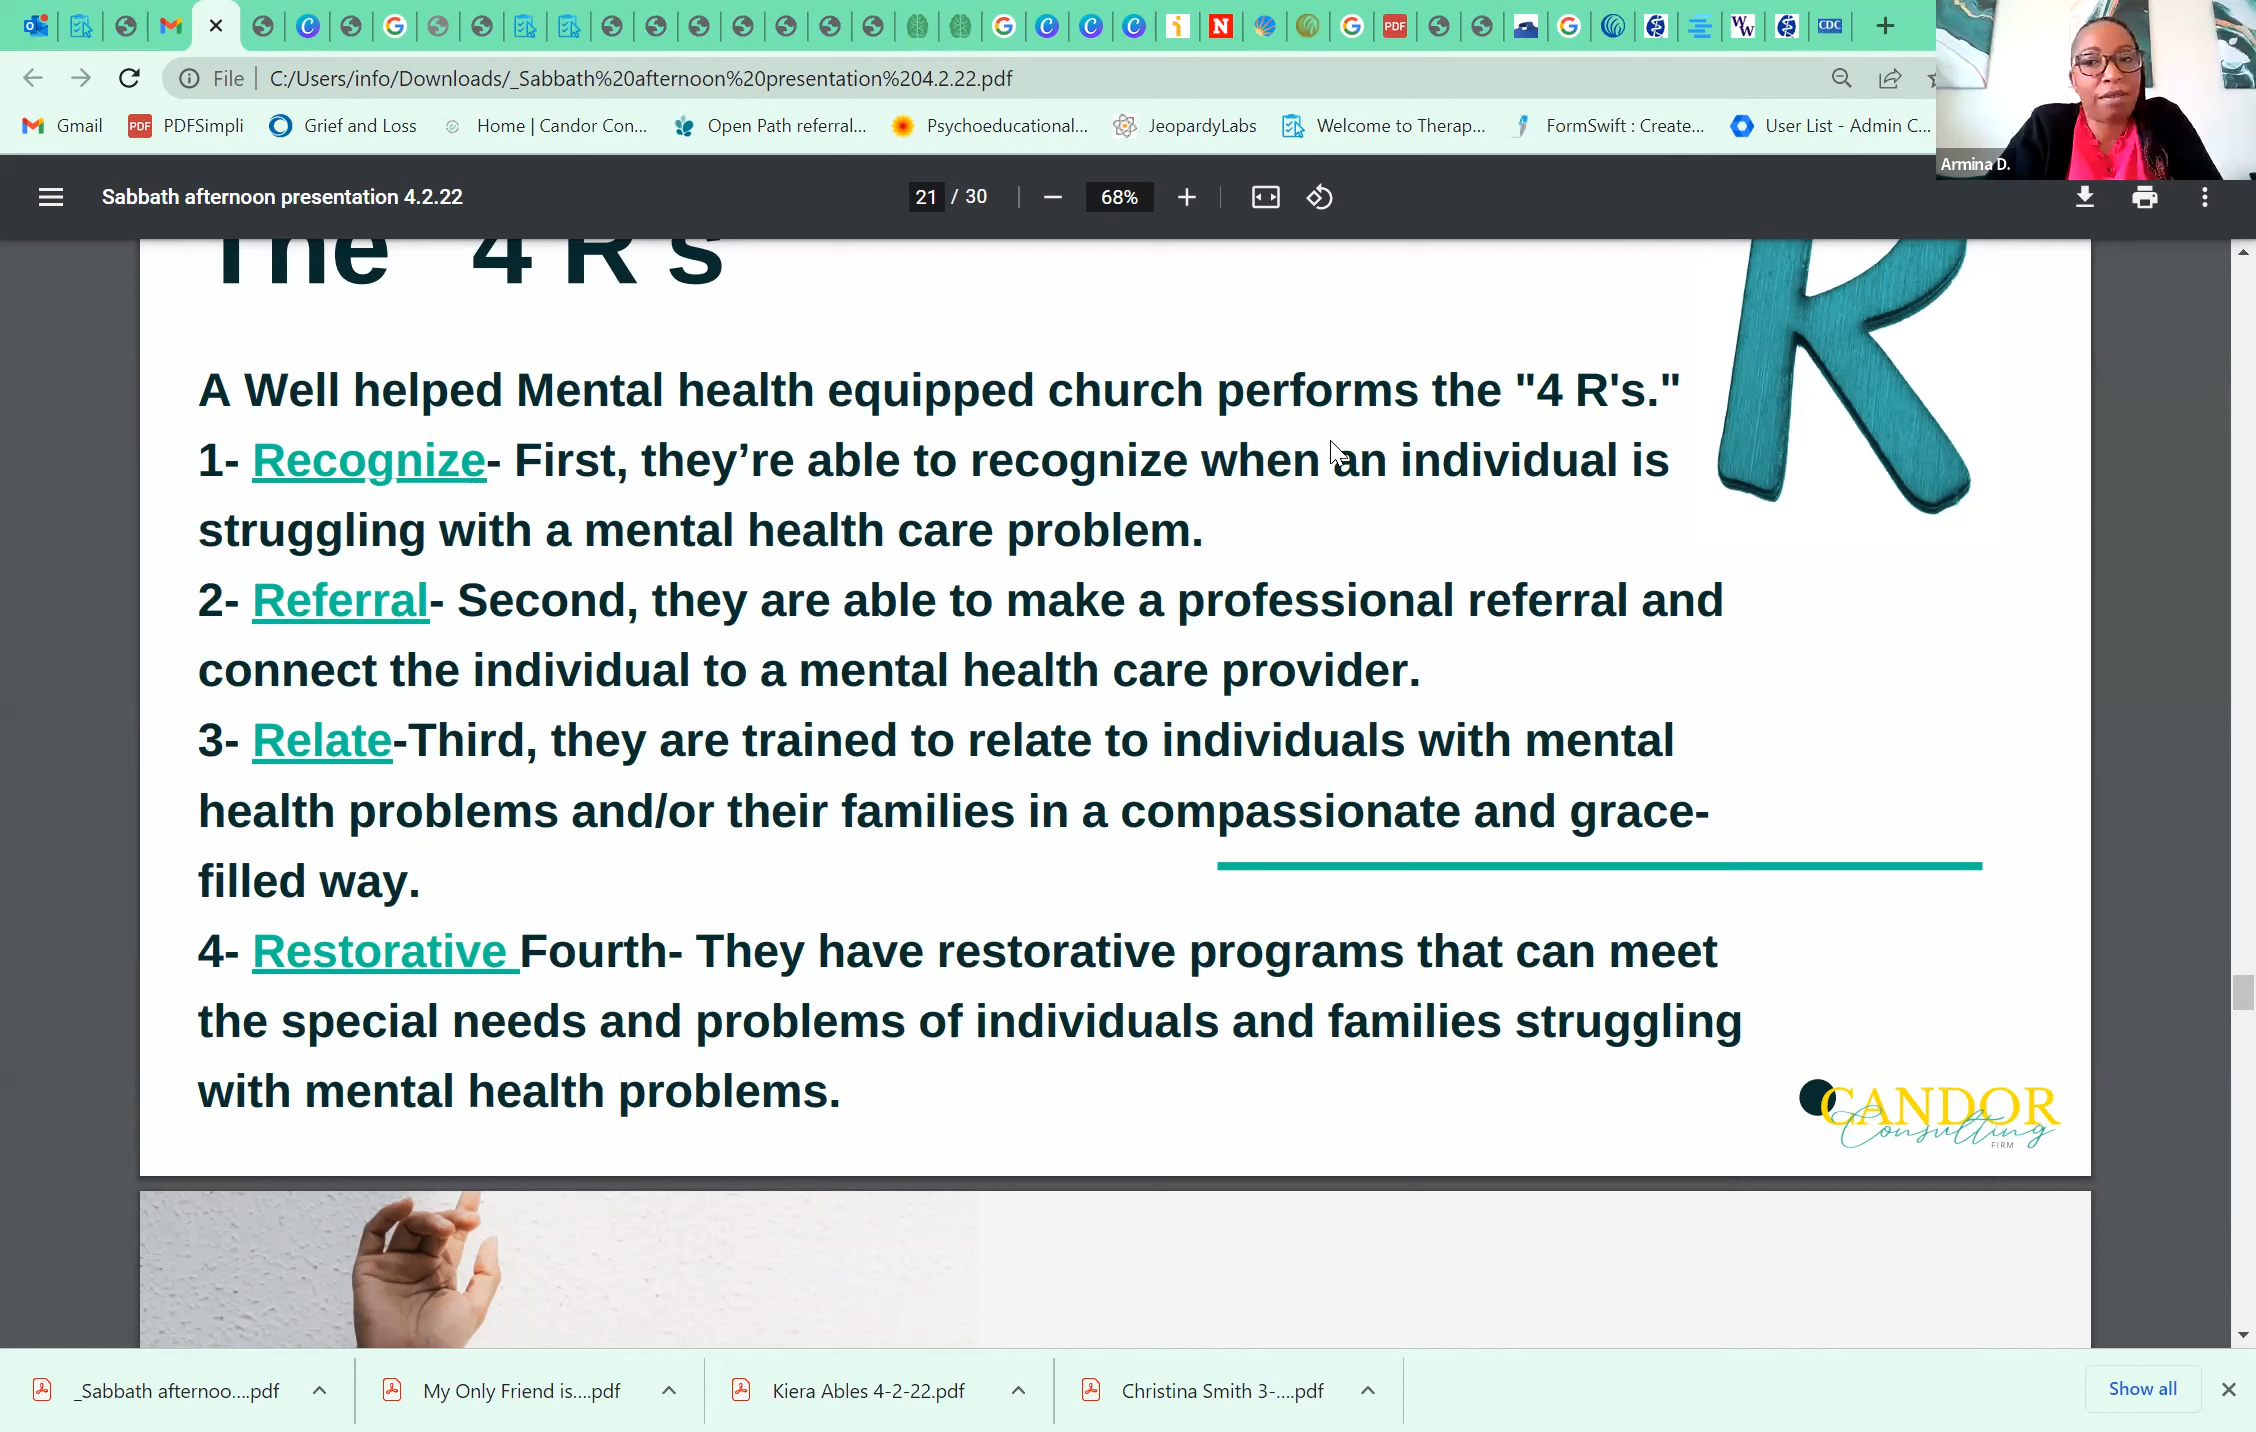 File
C:/Users/info/Downloads/_Sabbath%20afternoon%20presentation%204.2.22.pdf
Gmail
PDFSimpli
Grief and Loss
Home | Candor Con...
Open Path referral...
Psychoeducational...
JeopardyLabs
Welcome to Therap...
FormSwift : Create...
User List - Admin C...
Armina D.
Sabbath afternoon presentation 4.2.22
21 / 30
68%
The "4 R's"
A Well helped Mental health equipped church performs the "4 R's."
1- Recognize- First, they’re able to recognize when an individual is
struggling with a mental health care problem.
2- Referral- Second, they are able to make a professional referral and
connect the individual to a mental health care provider.
3- Relate-Third, they are trained to relate to individuals with mental
health problems and/or their families in a compassionate and grace-
filled way.
4- Restorative Fourth- They have restorative programs that can meet
the special needs and problems of individuals and families struggling
with mental health problems.
CANDOR
Consulting
FIRM
_Sabbath afternoo....pdf
My Only Friend is....pdf
Kiera Ables 4-2-22.pdf
Christina Smith 3-....pdf
Show all